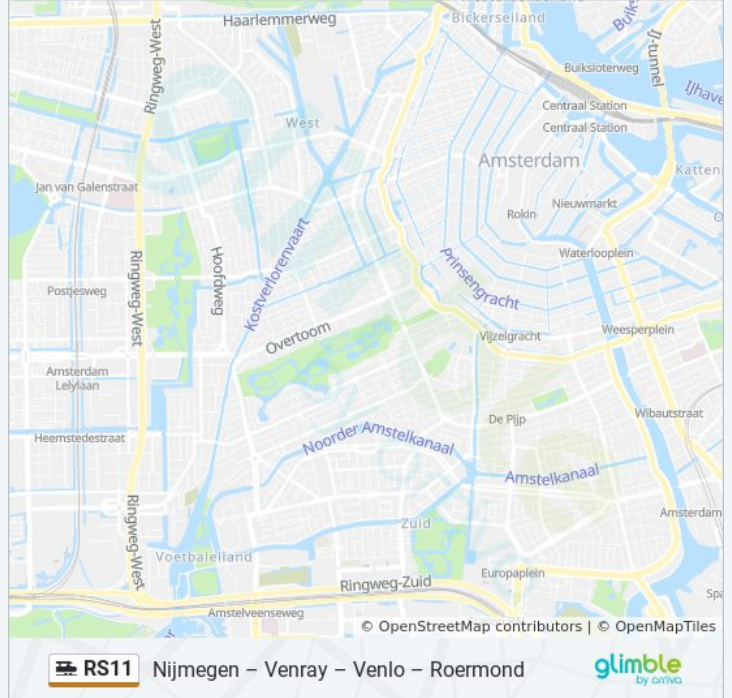 Haarlemmerweg
Bickerseiland
Ringweg-West
IJ-tunnel
Buiksloterweg
Centraal Station
West
Centraal Station
Amsterdam
Jan van Galenstraat
Nieuwmarkt
Rokin
Kostverlorenvaart
Hoofdweg
Waterlooplein
Prinsengracht
Ringweg-West
Postjesweg
Overtoom
Vijzelgracht
Weesperplein
Amsterdam
Lelylaan
De Pijp
Wibautstraat
Heemstedestraat
Noorder Amstelkanaal
Amstelkanaal
Amsterdam
Zuid
Ringweg-West
Voetbaleiland
Europaplein
Ringweg-Zuid
Amstelveenseweg
© OpenStreetMap contributors | © OpenMapTiles
RS11 Nijmegen – Venray – Venlo – Roermond
glimble
by arriva